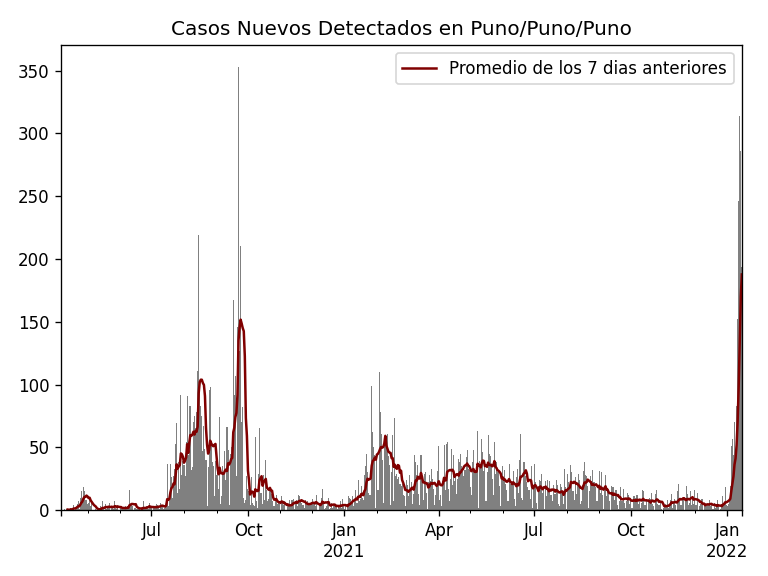 Casos Nuevos Detectados en Puno/Puno/Puno
Promedio de los 7 dias anteriores
350
300
250
200
150
100
50
0
Jul
Oct
Jan
2021
Apr
Jul
Oct
Jan
2022